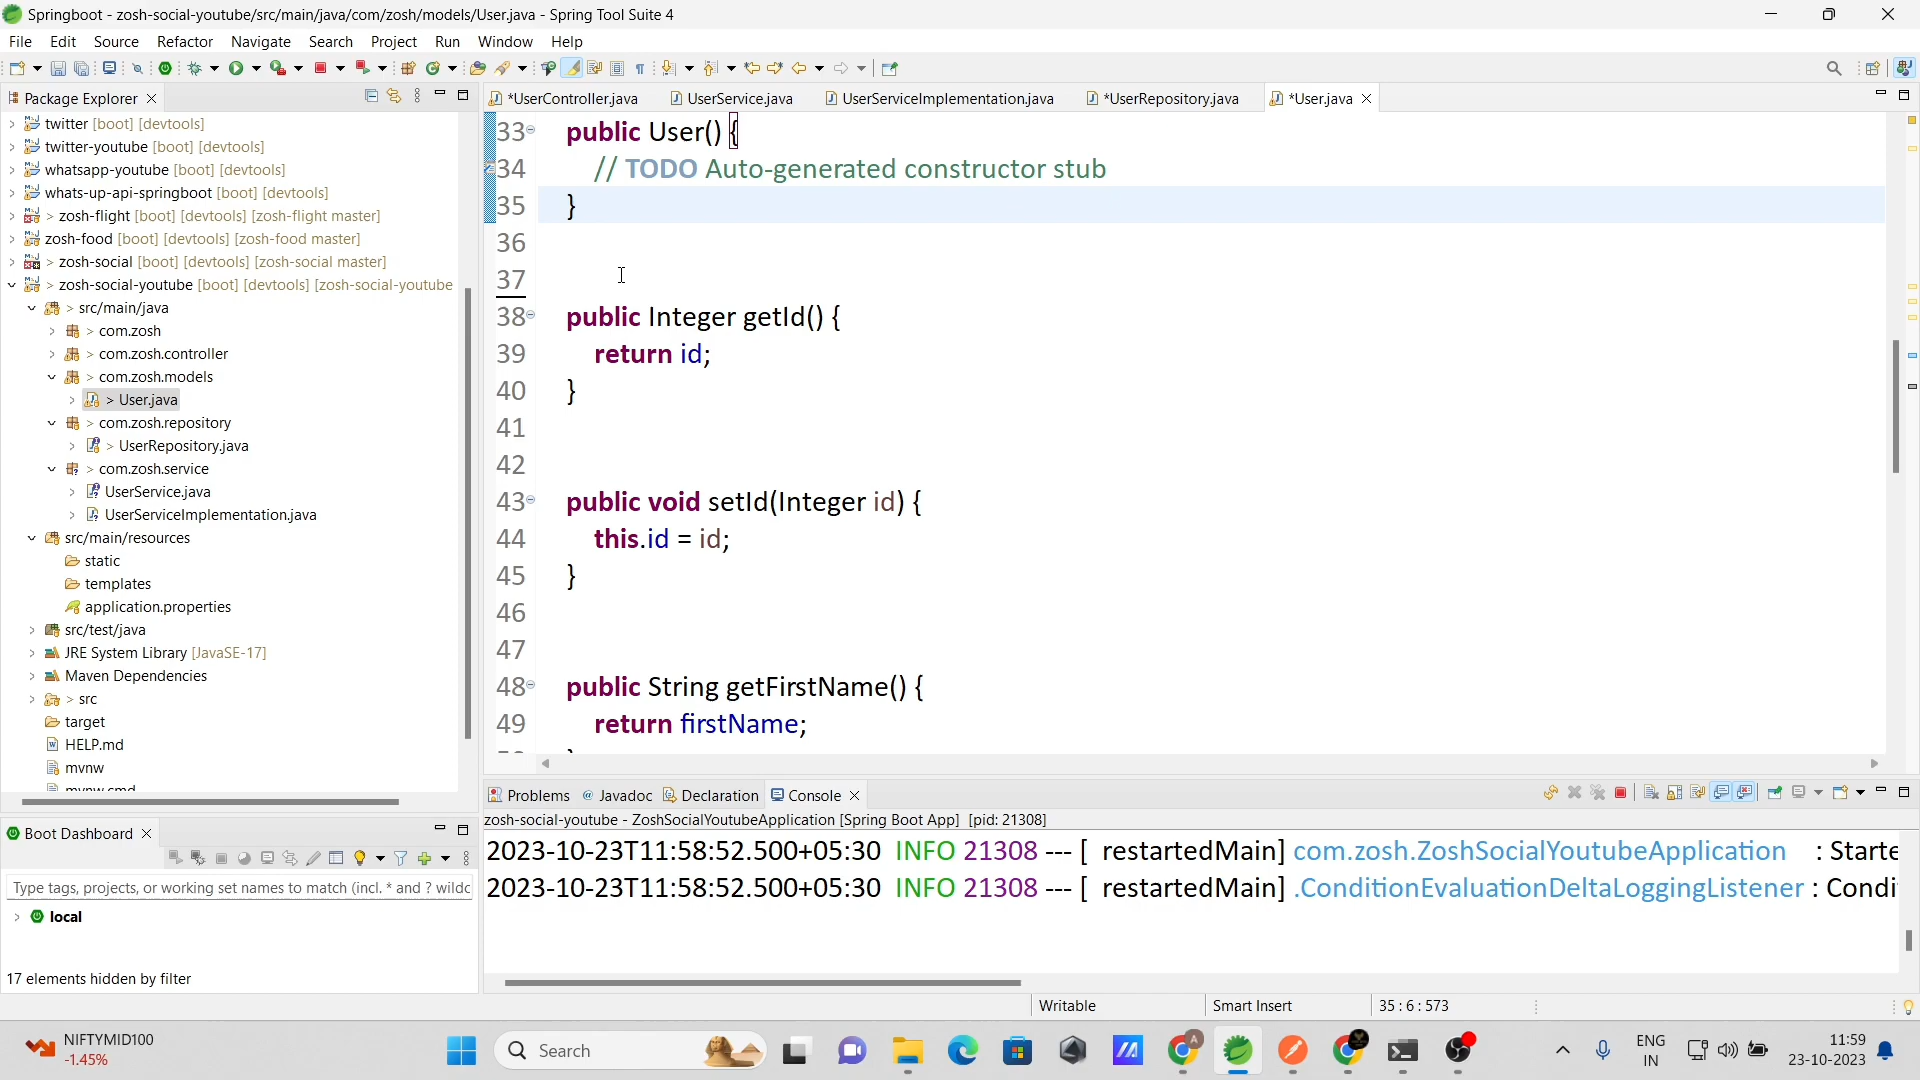 Springboot - zosh-social-youtube/src/main/java/com/zosh/models/User.java - Spring Tool Suite 4
File Edit Source Refactor Navigate Search Project Run Window Help
Package Explorer
*UserController.java UserService.java UserServiceImplementation.java *UserRepository.java *User.java
twitter [boot] [devtools]
twitter-youtube [boot] [devtools]
whatsapp-youtube [boot] [devtools]
whats-up-api-springboot [boot] [devtools]
> zosh-flight [boot] [devtools] [zosh-flight master]
zosh-food [boot] [devtools] [zosh-food master]
> zosh-social [boot] [devtools] [zosh-social master]
> zosh-social-youtube [boot] [devtools] [zosh-social-youtube
> src/main/java
> com.zosh
> com.zosh.controller
> com.zosh.models
> User.java
> com.zosh.repository
> UserRepository.java
> com.zosh.service
UserService.java
UserServiceImplementation.java
src/main/resources
static
templates
application.properties
src/test/java
JRE System Library [JavaSE-17]
Maven Dependencies
> src
target
HELP.md
mvnw
mvnw.cmd
33 public User() {
34 // TODO Auto-generated constructor stub
35 }
36
37
38 public Integer getId() {
39 return id;
40 }
41
42
43 public void setId(Integer id) {
44 this.id = id;
45 }
46
47
48 public String getFirstName() {
49 return firstName;
Boot Dashboard
Type tags, projects, or working set names to match (incl. * and ? wildc
local
17 elements hidden by filter
Problems @ Javadoc Declaration Console
zosh-social-youtube - ZoshSocialYoutubeApplication [Spring Boot App] [pid: 21308]
2023-10-23T11:58:52.500+05:30 INFO 21308 --- [ restartedMain] com.zosh.ZoshSocialYoutubeApplication : Starte
2023-10-23T11:58:52.500+05:30 INFO 21308 --- [ restartedMain] .ConditionEvaluationDeltaLoggingListener : Condi
Writable Smart Insert 35 : 6 : 573
NIFTYMID100
-1.45%
Search
ENG
IN
11:59
23-10-2023